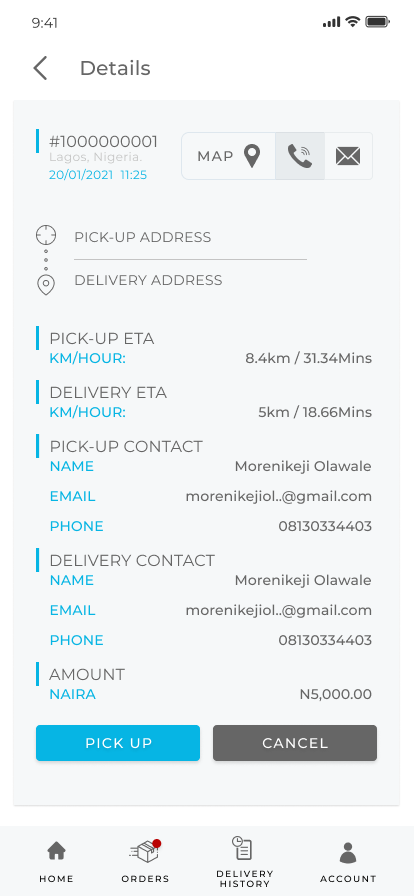 9:41
Details
#1000000001
Lagos, Nigeria.
20/01/2021 11:25
MAP
PICK-UP ADDRESS
DELIVERY ADDRESS
PICK-UP ETA
KM/HOUR: 8.4km / 31.34Mins
DELIVERY ETA
KM/HOUR: 5km / 18.66Mins
PICK-UP CONTACT
NAME Morenikeji Olawale
EMAIL morenikejiol..@gmail.com
PHONE 08130334403
DELIVERY CONTACT
NAME Morenikeji Olawale
EMAIL morenikejiol..@gmail.com
PHONE 08130334403
AMOUNT
NAIRA N5,000.00
PICK UP CANCEL
HOME ORDERS DELIVERY HISTORY ACCOUNT